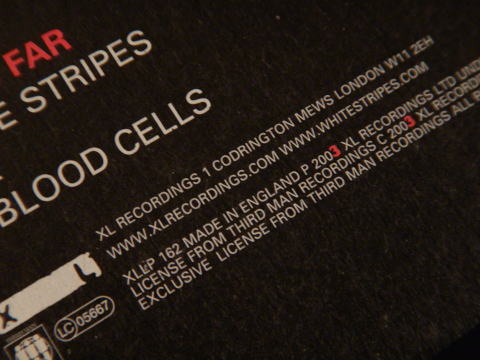 FAR
E STRIPES
BLOOD CELLS
XL RECORDINGS 1 CODRINGTON MEWS LONDON W11 2EH
WWW.XLRECORDINGS.COM WWW.WHITESTRIPES.COM
XLLP 162 MADE IN ENGLAND P 2003 XL RECORDINGS LTD UND
LICENSE FROM THIRD MAN RECORDINGS C 2003 XL RECORDIN
EXCLUSIVE LICENSE FROM THIRD MAN RECORDINGS ALL R
X L
LC 05667